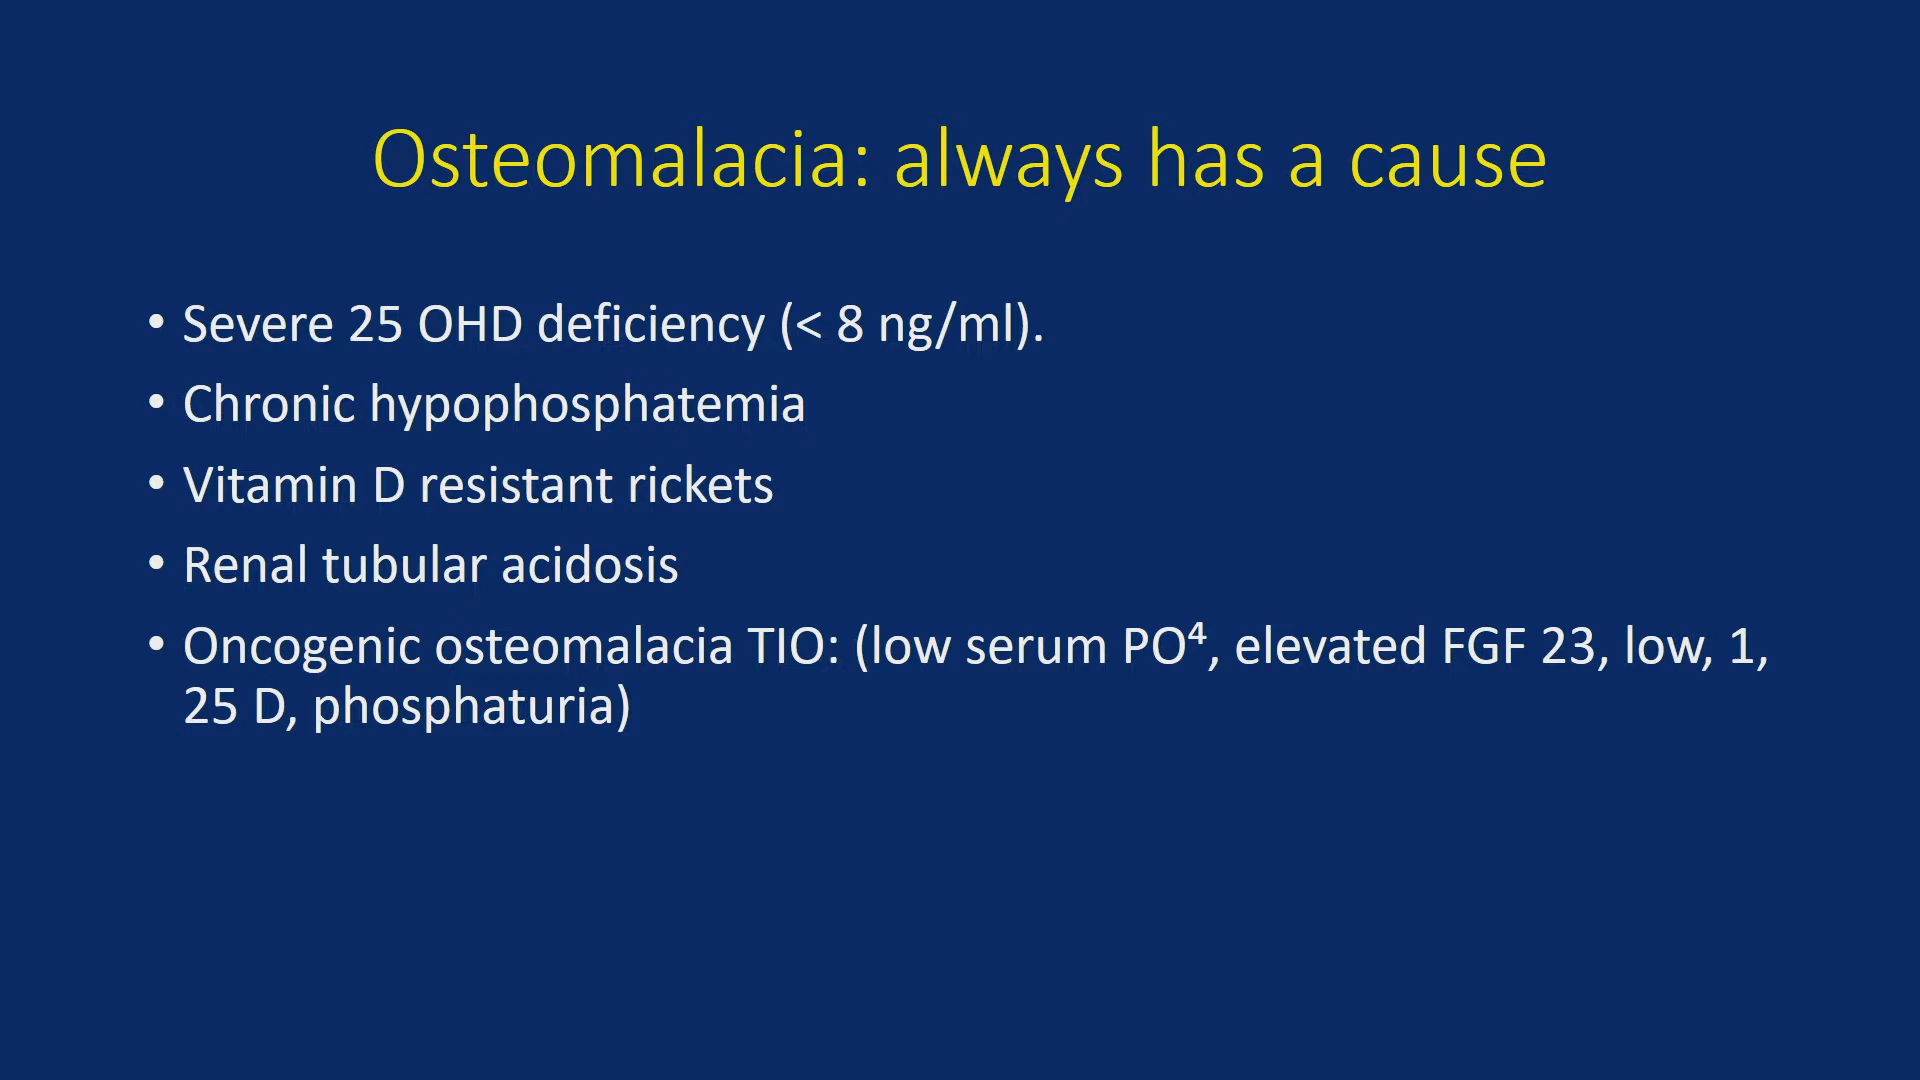 Osteomalacia: always has a cause
• Severe 25 OHD deficiency (< 8 ng/ml).
• Chronic hypophosphatemia
• Vitamin D resistant rickets
• Renal tubular acidosis
• Oncogenic osteomalacia TIO: (low serum PO⁴, elevated FGF 23, low, 1,
25 D, phosphaturia)